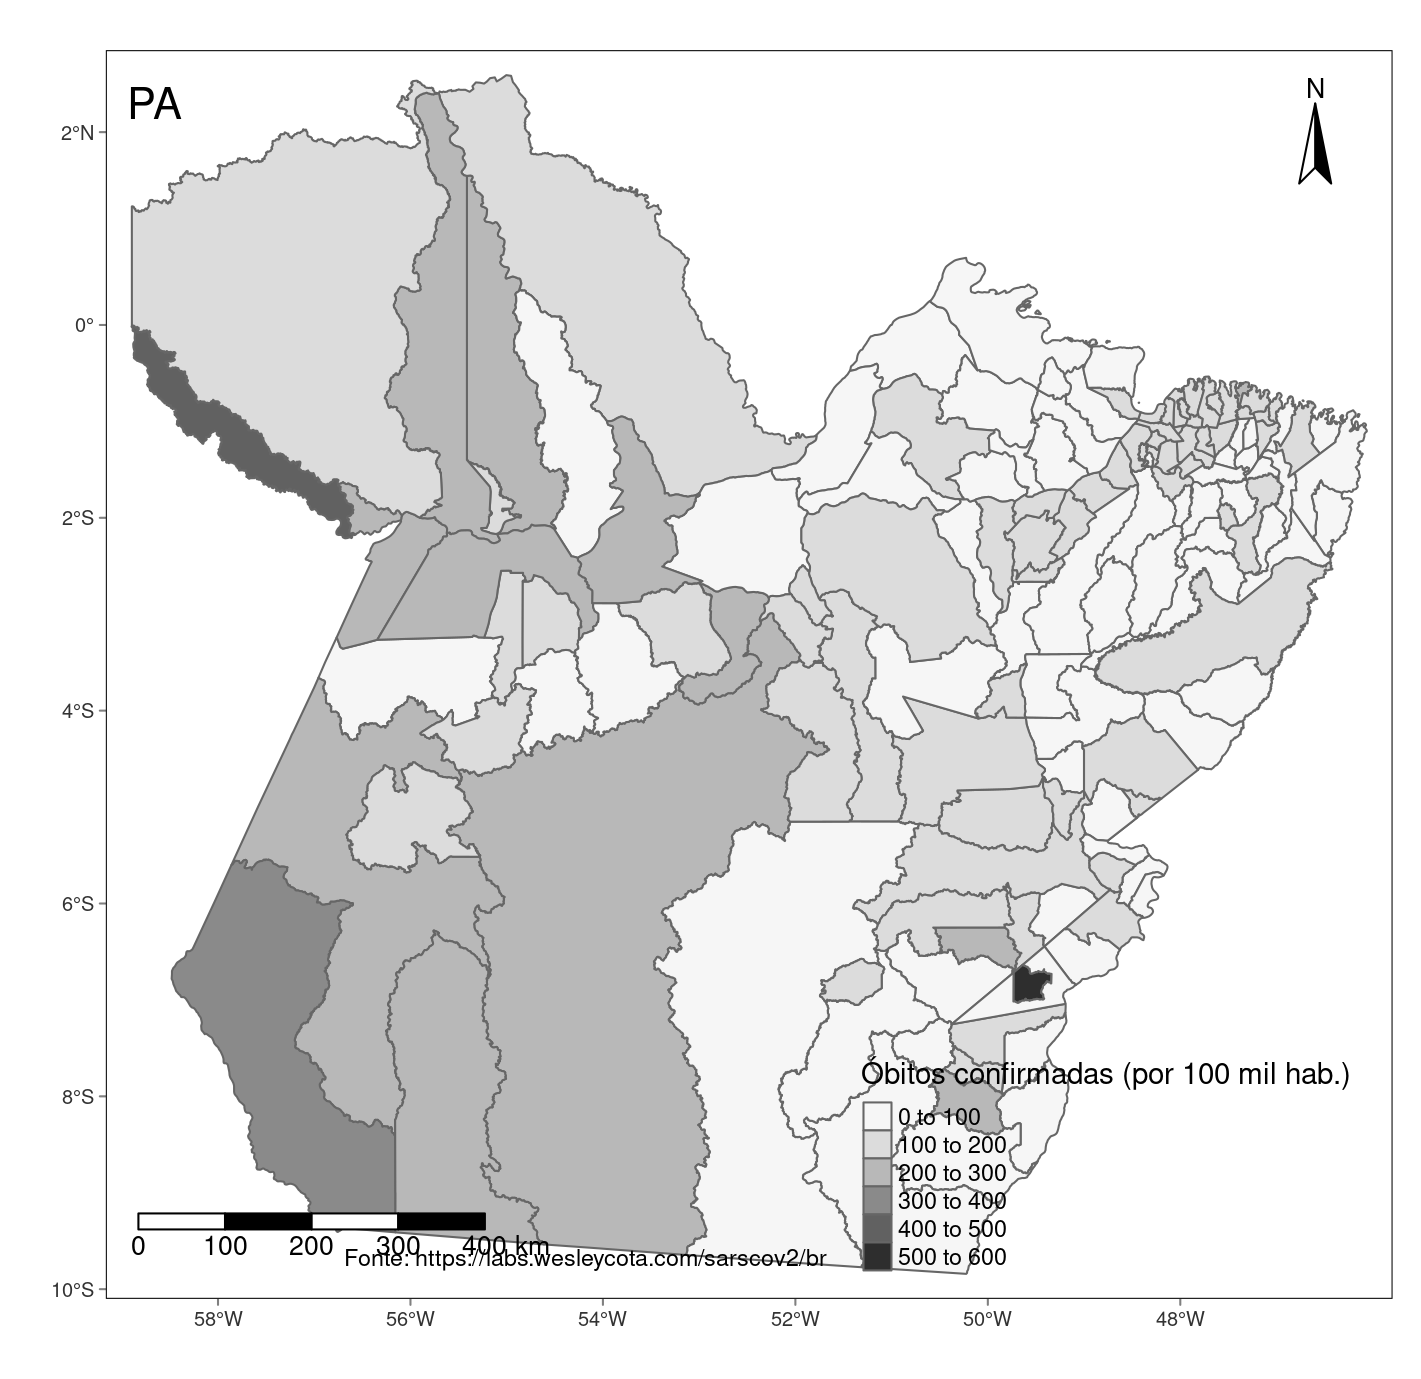 PA
N
2°N
0°
2°S
4°S
6°S
8°S
10°S
Óbitos confirmadas (por 100 mil hab.)
0 to 100
100 to 200
200 to 300
300 to 400
400 to 500
500 to 600
0 100 200 300 400 km
Fonte: https://labs.wesleycota.com/sarscov2/br
58°W 56°W 54°W 52°W 50°W 48°W